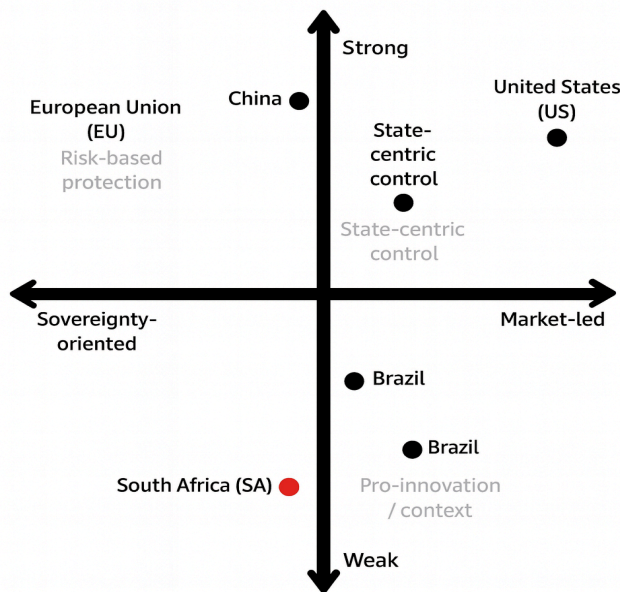 Strong
China
United States
(US)
European Union
(EU)
Risk-based
protection
State-
centric
control
State-centric
control
Sovereignty-
oriented
Market-led
Brazil
Brazil
South Africa (SA)
Pro-innovation
/ context
Weak